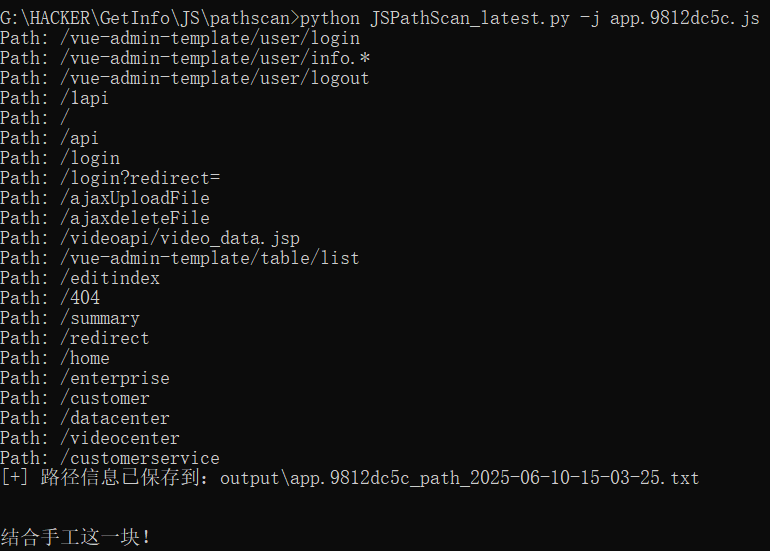 G:\HACKER\GetInfo\JS\pathscan>python JSPathScan_latest.py -j app.9812dc5c.js
Path: /vue-admin-template/user/login
Path: /vue-admin-template/user/info.*
Path: /vue-admin-template/user/logout
Path: /lapi
Path: /
Path: /api
Path: /login
Path: /login?redirect=
Path: /ajaxUploadFile
Path: /ajaxdeleteFile
Path: /videoapi/video_data.jsp
Path: /vue-admin-template/table/list
Path: /editindex
Path: /404
Path: /summary
Path: /redirect
Path: /home
Path: /enterprise
Path: /customer
Path: /datacenter
Path: /videocenter
Path: /customerservice
[+] 路径信息已保存到：output\app.9812dc5c_path_2025-06-10-15-03-25.txt
结合手工这一块！